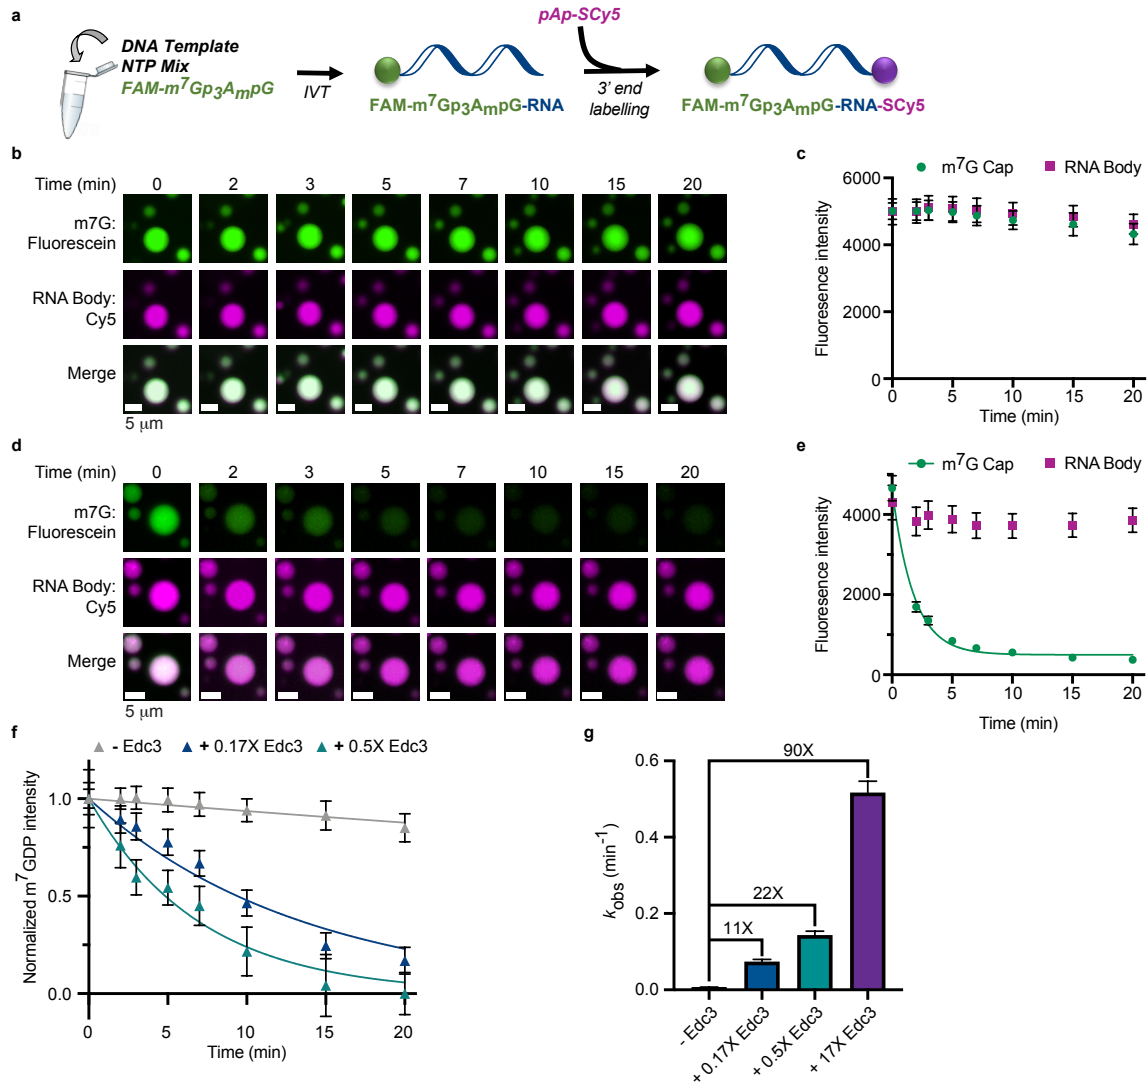 a
pAp-SCy5
DNA Template
NTP Mix
FAM-m⁷Gp₃AₘpG
IVT
3' end
labelling
FAM-m⁷Gp₃AₘpG-RNA
FAM-m⁷Gp₃AₘpG-RNA-SCy5
b
Time (min) 0 2 3 5 7 10 15 20
m7G:
Fluorescein
RNA Body:
Cy5
Merge
5 μm
c
m⁷G Cap RNA Body
Fluoresence intensity
6000
4000
2000
0
0 5 10 15 20
Time (min)
d
Time (min) 0 2 3 5 7 10 15 20
m7G:
Fluorescein
RNA Body:
Cy5
Merge
5 μm
e
m⁷G Cap RNA Body
Fluoresence intensity
4000
2000
0
0 5 10 15 20
Time (min)
f
- Edc3 + 0.17X Edc3 + 0.5X Edc3
Normalized m⁷GDP intensity
1.0
0.5
0.0
0 5 10 15 20
Time (min)
g
90X
22X
11X
k obs (min⁻¹)
0.6
0.4
0.2
0.0
- Edc3
+ 0.17X Edc3
+ 0.5X Edc3
+ 17X Edc3